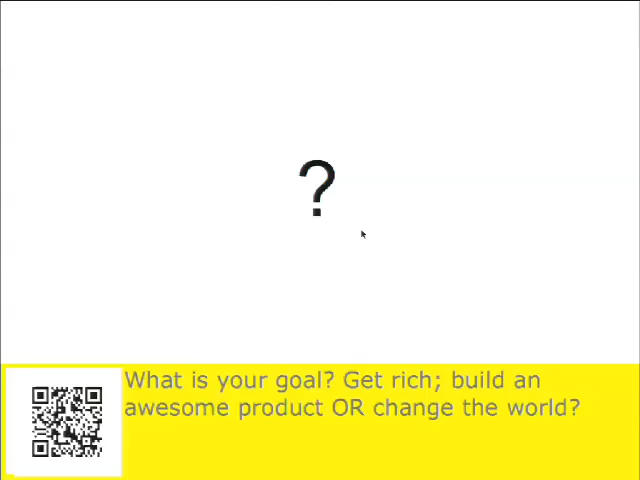 ?
What is your goal? Get rich; build an
awesome product OR change the world?